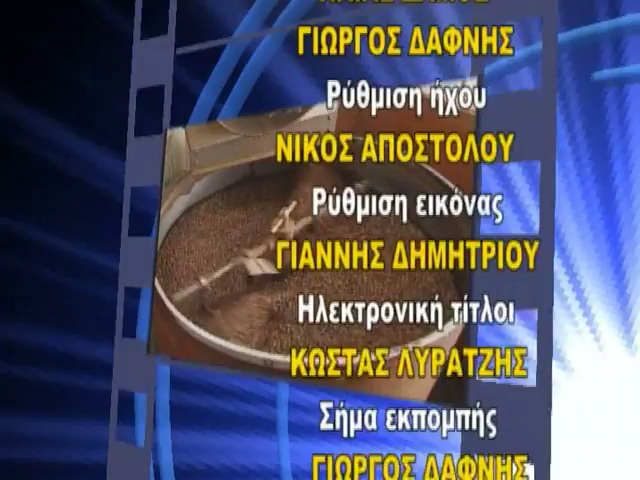 ΓΙΩΡΓΟΣ ΔΑΦΝΗΣ
Ρύθμιση ήχου
ΝΙΚΟΣ ΑΠΟΣΤΟΛΟΥ
Ρύθμιση εικόνας
ΓΙΑΝΝΗΣ ΔΗΜΗΤΡΙΟΥ
Ηλεκτρονική τίτλοι
ΚΩΣΤΑΣ ΛΥΡΑΤΖΗΣ
Σήμα εκπομπής
ΓΙΩΡΓΟΣ ΔΑΦΝΗΣ